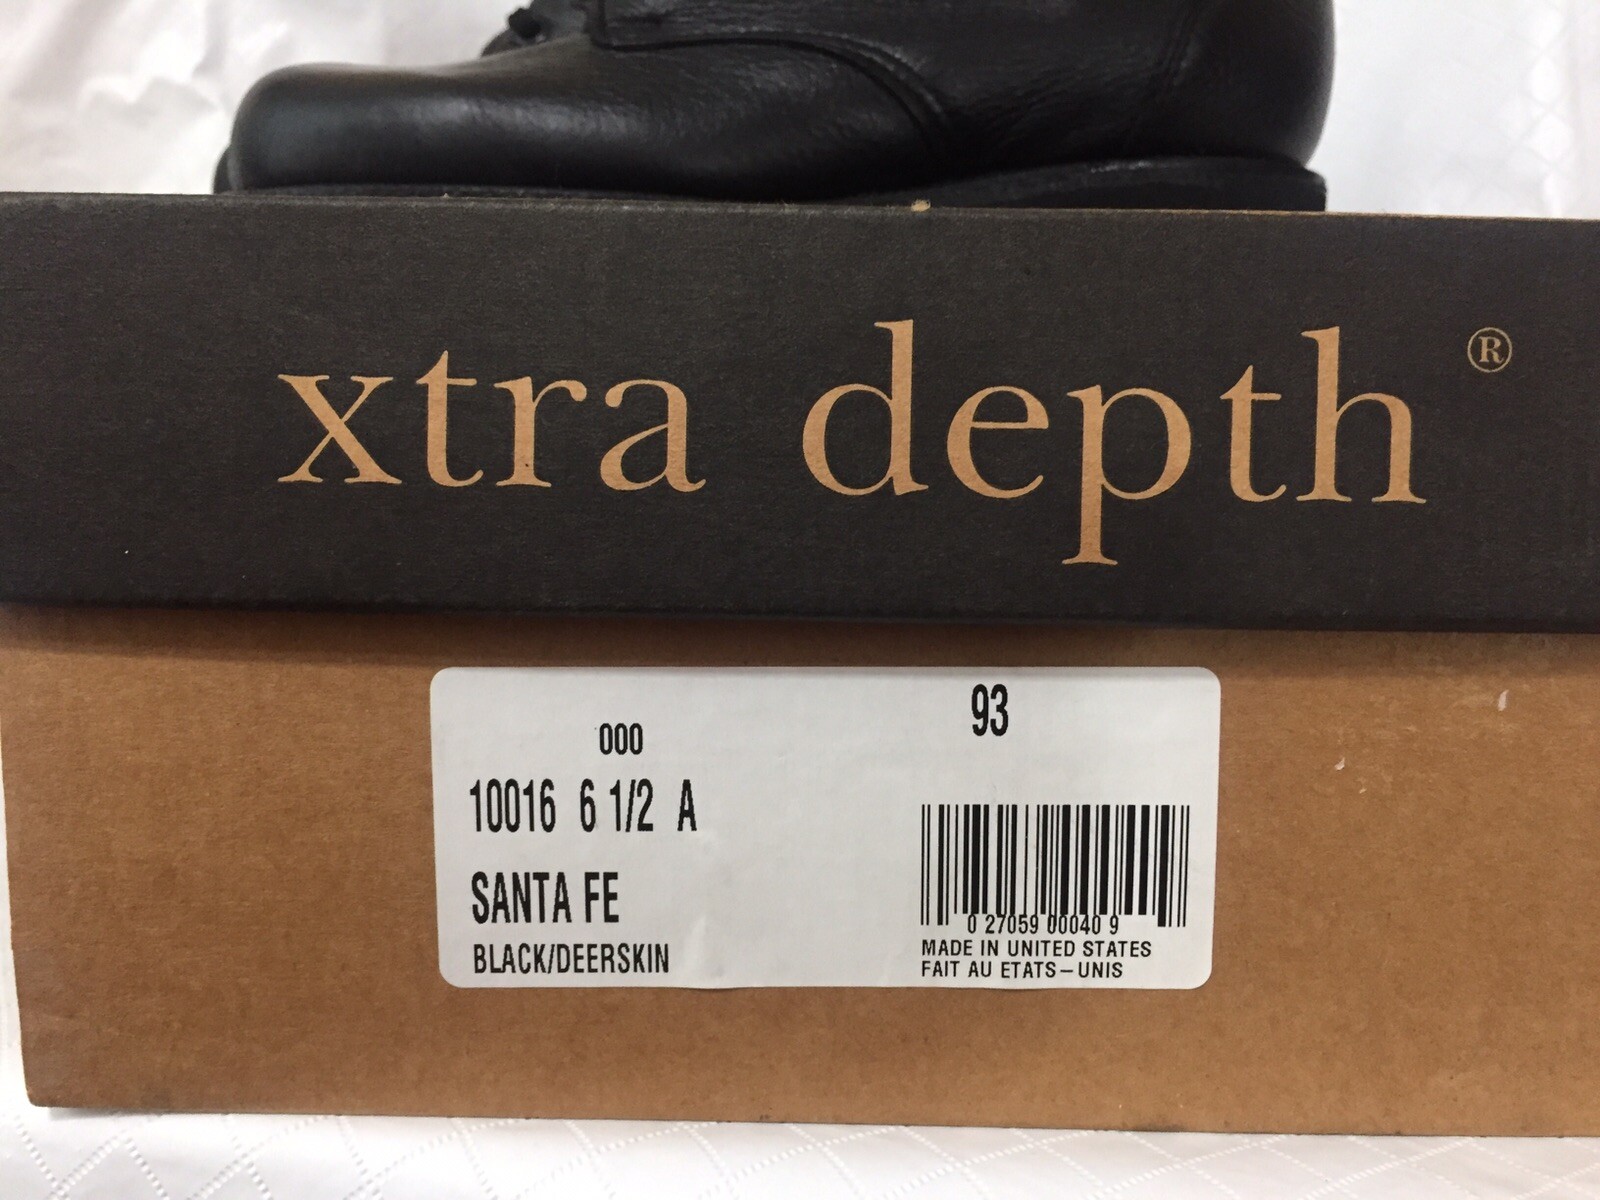 xtra depth ®
93
000
10016 6 1/2 A
SANTA FE
BLACK/DEERSKIN
0 27059 00040 9
MADE IN UNITED STATES
FAIT AU ETATS-UNIS